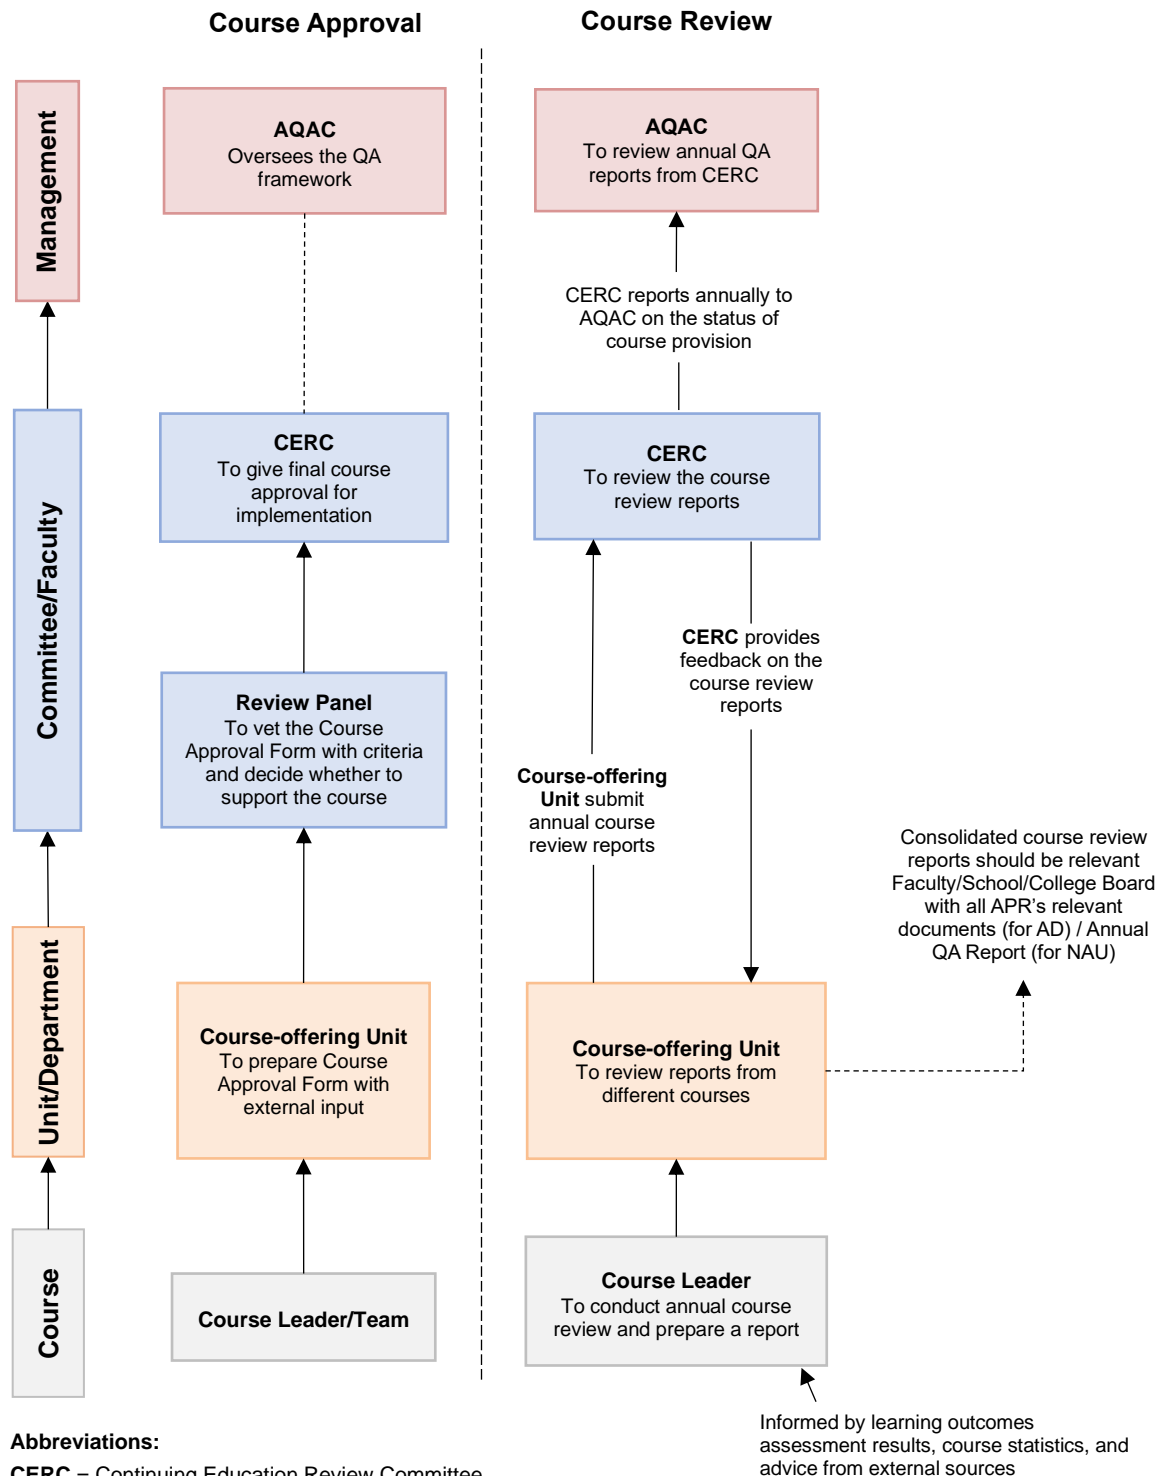 Course Approval
Course Review
Management
AQAC
Oversees the QA
framework
AQAC
To review annual QA
reports from CERC
CERC reports annually to
AQAC on the status of
course provision
Committee/Faculty
CERC
To give final course
approval for
implementation
CERC
To review the course
review reports
CERC provides
feedback on the
course review
reports
Review Panel
To vet the Course
Approval Form with criteria
and decide whether to
support the course
Course-offering
Unit submit
annual course
review reports
Consolidated course review
reports should be relevant
Faculty/School/College Board
with all APR's relevant
documents (for AD) / Annual
QA Report (for NAU)
Unit/Department
Course-offering Unit
To prepare Course
Approval Form with
external input
Course-offering Unit
To review reports from
different courses
Course
Course Leader/Team
Course Leader
To conduct annual course
review and prepare a report
Informed by learning outcomes
assessment results, course statistics, and
advice from external sources
Abbreviations:
CERC = Continuing Education Review Committee